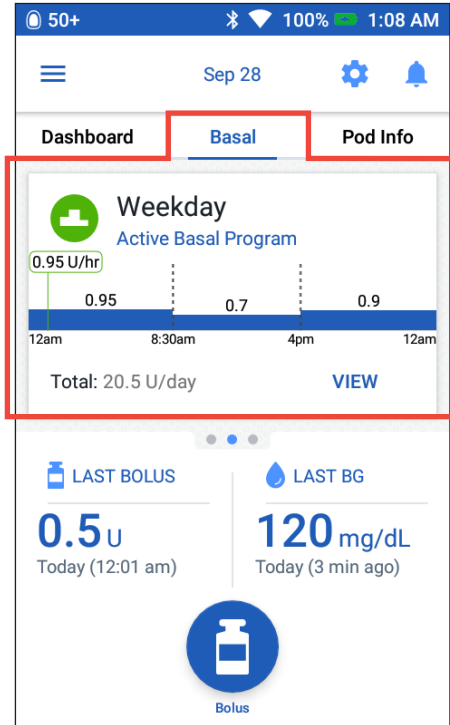 50+ 100% 1:08 AM
Sep 28
Dashboard Basal Pod Info
Weekday
Active Basal Program
0.95 U/hr
0.95 0.7 0.9
12am 8:30am 4pm 12am
Total: 20.5 U/day VIEW
LAST BOLUS LAST BG
0.5 U 120 mg/dL
Today (12:01 am) Today (3 min ago)
Bolus